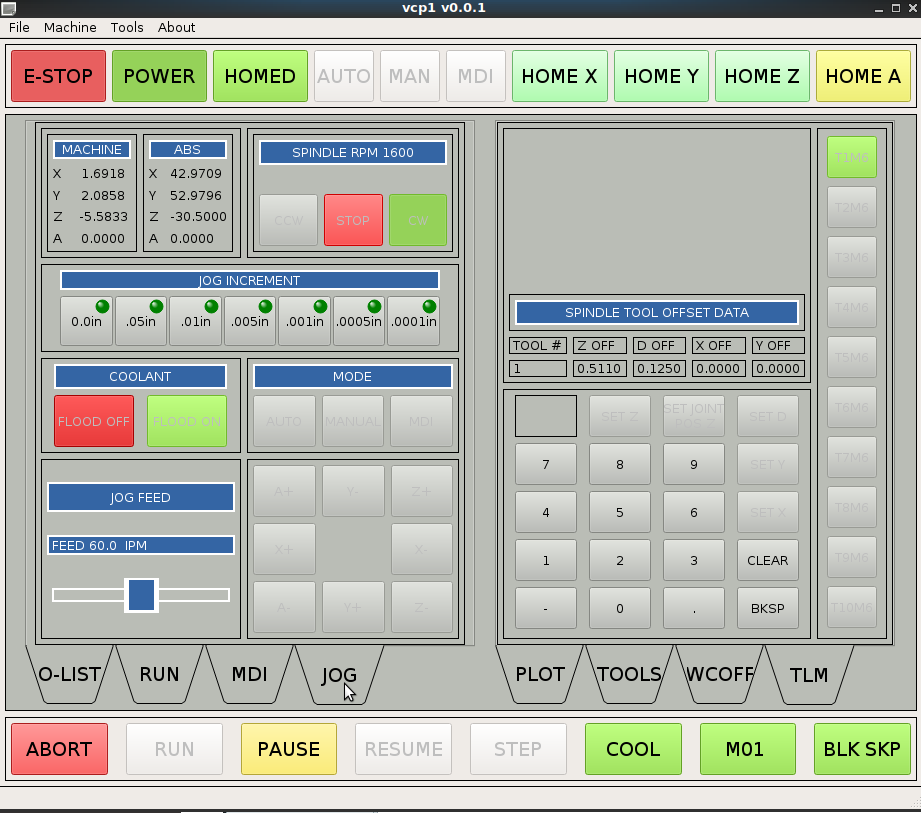 vcp1 v0.0.1
File Machine Tools About
E-STOP POWER HOMED AUTO MAN MDI HOME X HOME Y HOME Z HOME A
MACHINE
X 1.6918
Y 2.0858
Z -5.5833
A 0.0000
ABS
X 42.9709
Y 52.9796
Z -30.5000
A 0.0000
SPINDLE RPM 1600
CCW STOP CW
JOG INCREMENT
0.0in .05in .01in .005in .001in .0005in .0001in
COOLANT
FLOOD OFF FLOOD ON
MODE
AUTO MANUAL MDI
JOG FEED
FEED 60.0 IPM
A+ Y- Z+
X+ X-
A- Y+ Z-
O-LIST RUN MDI JOG
SPINDLE TOOL OFFSET DATA
TOOL # Z OFF D OFF X OFF Y OFF
1 0.5110 0.1250 0.0000 0.0000
SET Z SET JOINT SET D
POS Z
7 8 9 SET Y
4 5 6 SET X
1 2 3 CLEAR
- 0 . BKSP
T1M6
T2M6
T3M6
T4M6
T5M6
T6M6
T7M6
T8M6
T9M6
T10M6
PLOT TOOLS WCOFF TLM
ABORT RUN PAUSE RESUME STEP COOL M01 BLK SKP